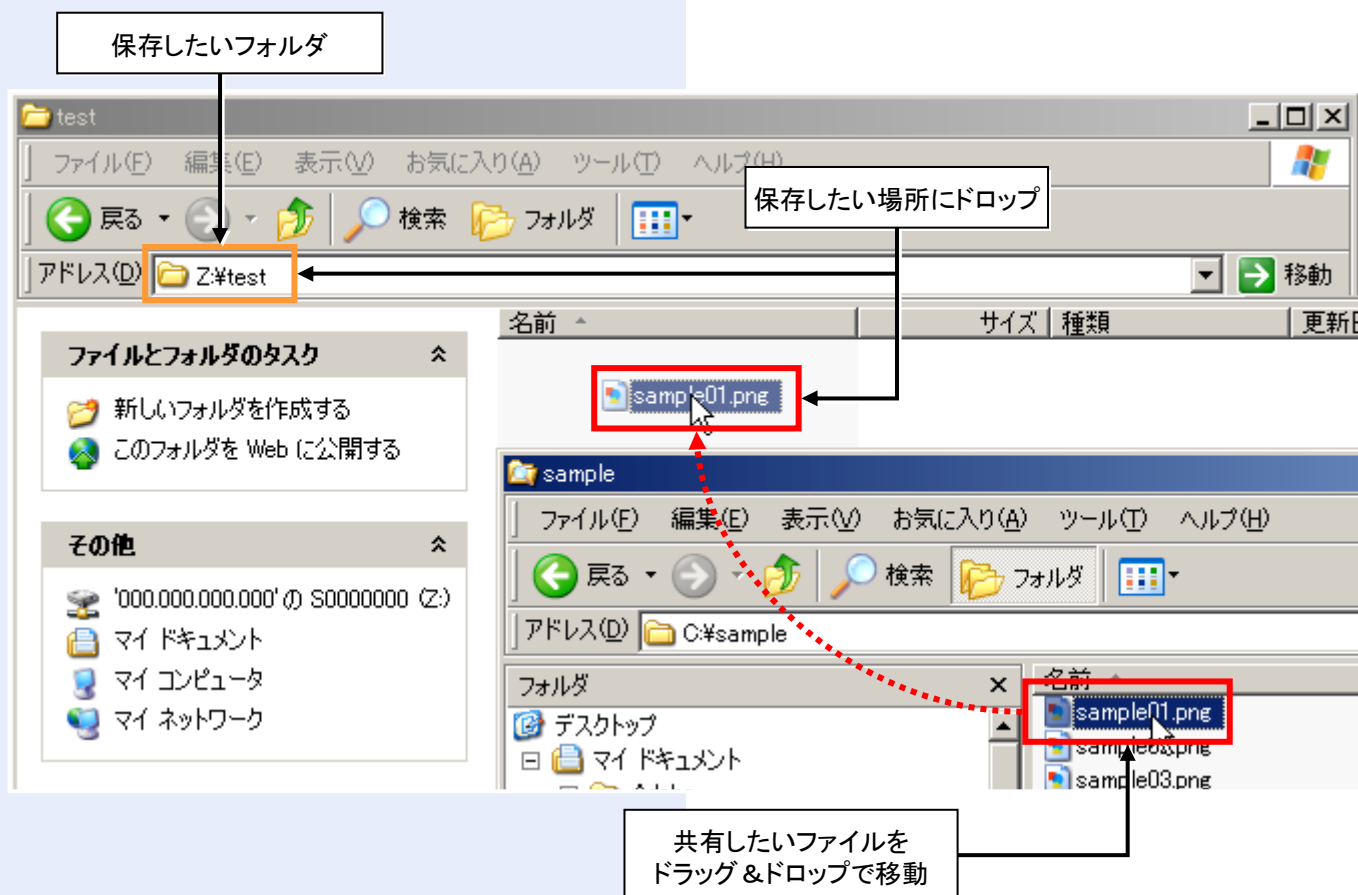 保存したいフォルダ
test
ファイル(F) 編集(E) 表示(V) お気に入り(A) ツール(T) ヘルプ(H)
保存したい場所にドロップ
戻る 検索 フォルダ
アドレス(D) Z:¥test 移動
名前 サイズ 種類 更新日
ファイルとフォルダのタスク
新しいフォルダを作成する
このフォルダを Web に公開する
sample01.png
sample
ファイル(F) 編集(E) 表示(V) お気に入り(A) ツール(T) ヘルプ(H)
その他
戻る 検索 フォルダ
'000.000.000.000' の S0000000 (Z:)
マイ ドキュメント
マイ コンピュータ
マイ ネットワーク
アドレス(D) C:¥sample
フォルダ
デスクトップ
マイ ドキュメント
名前
sample01.png
sample02.png
sample03.png
共有したいファイルを
ドラッグ&ドロップで移動